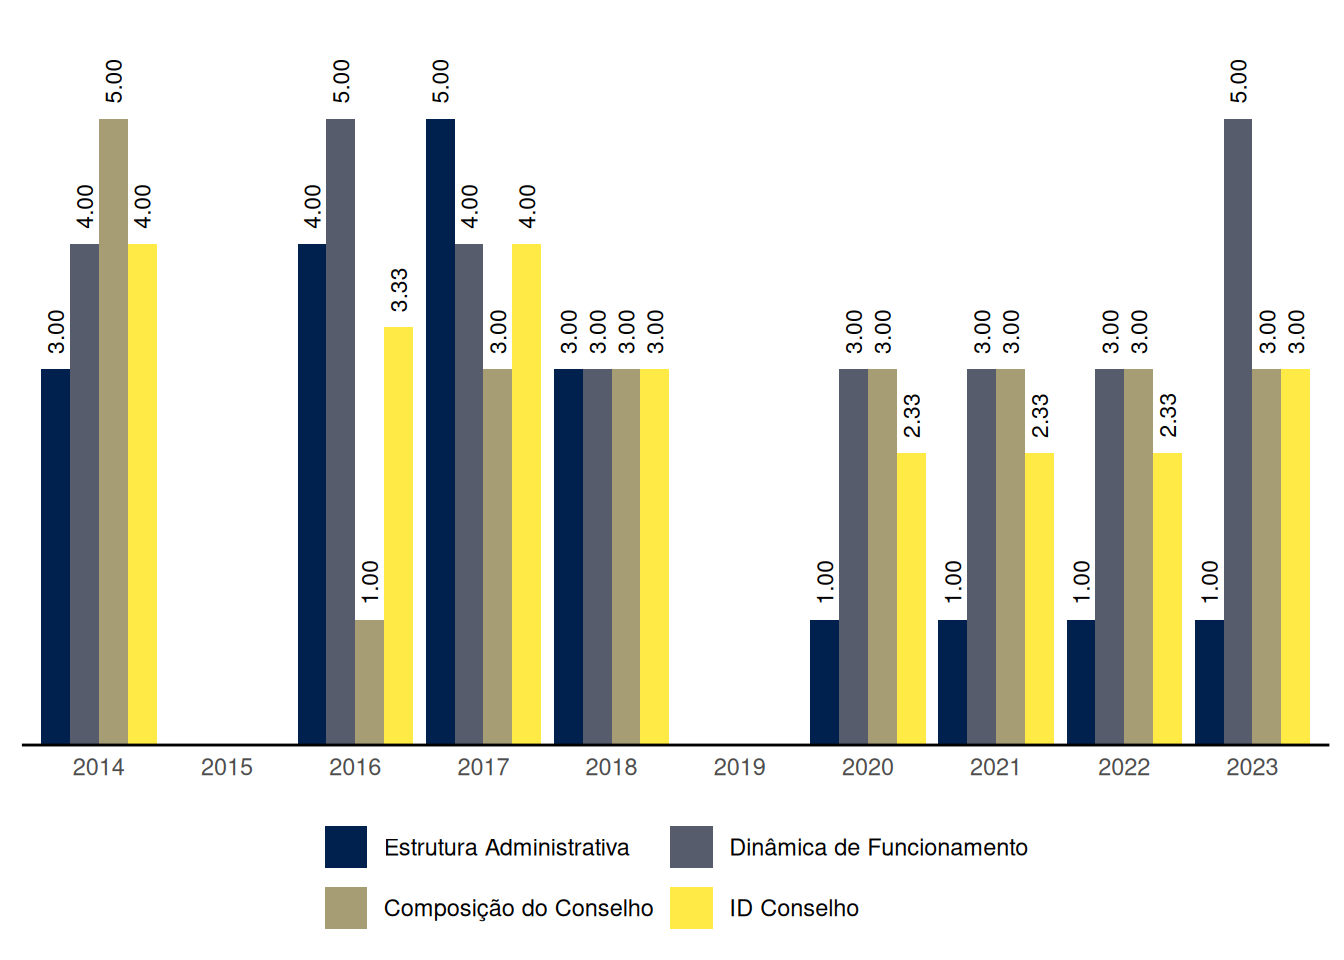 3.00 4.00 5.00 4.00 4.00 5.00 1.00 3.33 5.00 4.00 3.00 4.00 3.00 3.00 3.00 3.00 1.00 3.00 3.00 2.33 1.00 3.00 3.00 2.33 1.00 3.00 3.00 2.33 1.00 5.00 3.00 3.00
2014 2015 2016 2017 2018 2019 2020 2021 2022 2023
Estrutura Administrativa Dinâmica de Funcionamento
Composição do Conselho ID Conselho